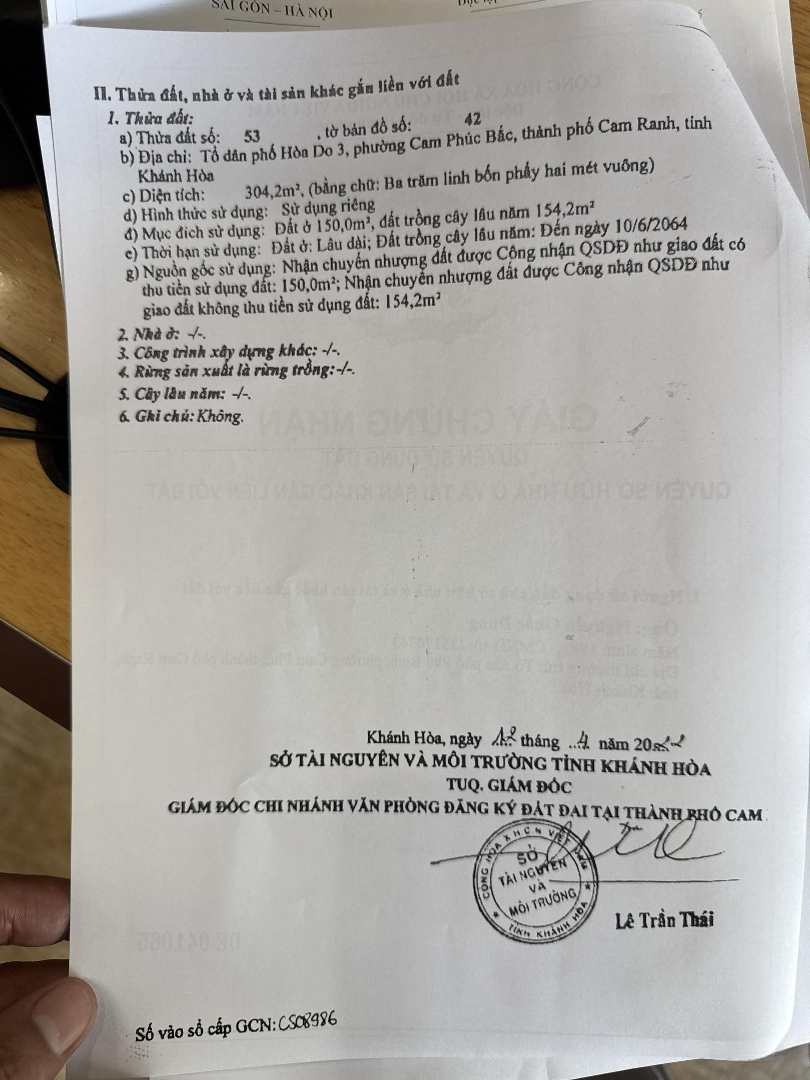 SÀI GÒN – HÀ NỘI
II. Thửa đất, nhà ở và tài sản khác gắn liền với đất
1. Thửa đất:
a) Thửa đất số: 53 , tờ bản đồ số: 42
b) Địa chỉ: Tổ dân phố Hòa Do 3, phường Cam Phúc Bắc, thành phố Cam Ranh, tỉnh
Khánh Hòa
c) Diện tích: 304,2m², (bằng chữ: Ba trăm linh bốn phẩy hai mét vuông)
d) Hình thức sử dụng: Sử dụng riêng
đ) Mục đích sử dụng: Đất ở 150,0m², đất trồng cây lâu năm 154,2m²
e) Thời hạn sử dụng: Đất ở: Lâu dài; Đất trồng cây lâu năm: Đến ngày 10/6/2064
g) Nguồn gốc sử dụng: Nhận chuyển nhượng đất được Công nhận QSDĐ như giao đất có
thu tiền sử dụng đất: 150,0m²; Nhận chuyển nhượng đất được Công nhận QSDĐ như
giao đất không thu tiền sử dụng đất: 154,2m²
2. Nhà ở: -/-.
3. Công trình xây dựng khác: -/-.
4. Rừng sản xuất là rừng trồng:-/-.
5. Cây lâu năm: -/-.
6. Ghi chú: Không.
Khánh Hòa, ngày tháng ..4 năm 20
SỞ TÀI NGUYÊN VÀ MÔI TRƯỜNG TỈNH KHÁNH HÒA
TUQ. GIÁM ĐỐC
GIÁM ĐỐC CHI NHÁNH VĂN PHÒNG ĐĂNG KÝ ĐẤT ĐAI TẠI THÀNH PHỐ CAM
CỘNG HÒA X.H.C.N VIỆT NAM
SỞ
TÀI NGUYÊN
VÀ
MÔI TRƯỜNG
TỈNH KHÁNH HÒA
Lê Trần Thái
Số vào sổ cấp GCN: CS08986